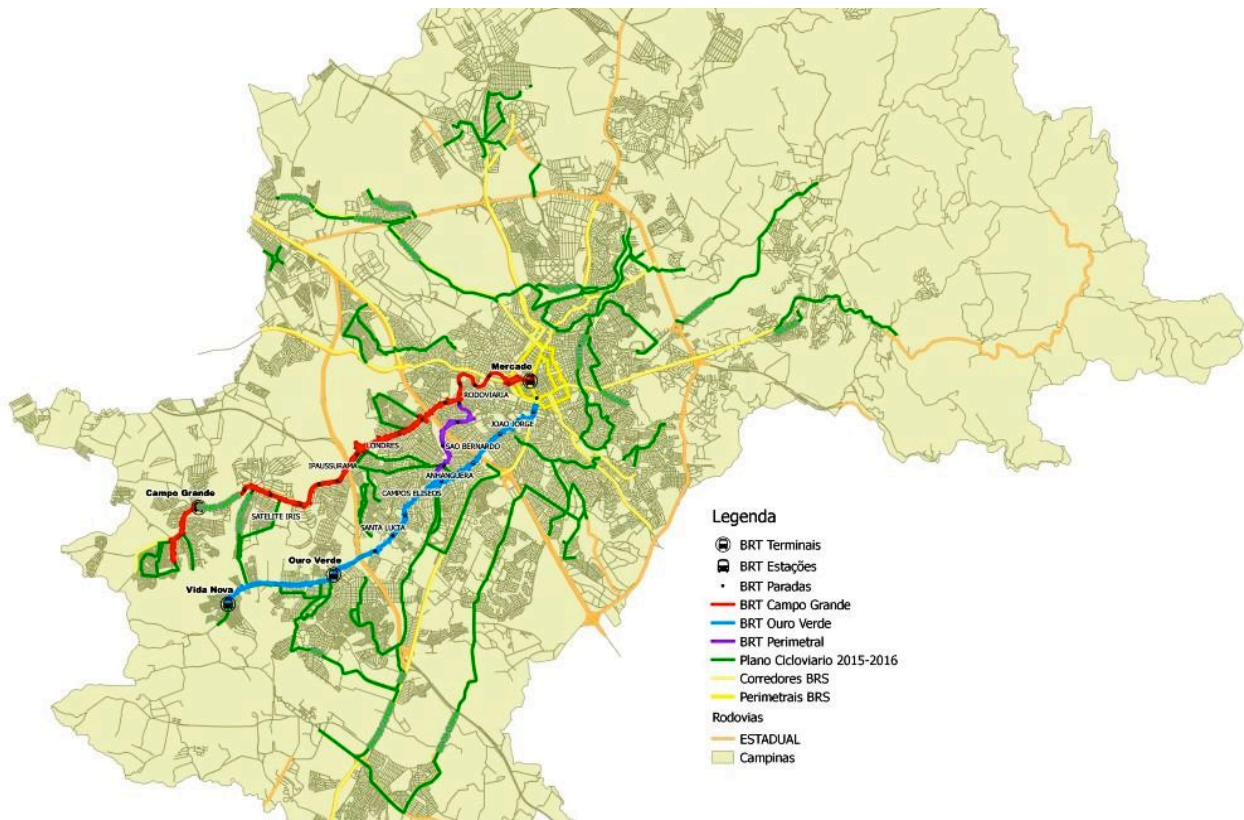 Mercado
RODOVIARIA
JOAO JORGE
LONDRES
SAO BERNARDO
IPAUSSURAMA
ANHANGUERA
CAMPOS ELISEOS
Campo Grande
SATELITE IRIS
SANTA LUCIA
Ouro Verde
Vida Nova
Legenda
BRT Terminais
BRT Estações
BRT Paradas
BRT Campo Grande
BRT Ouro Verde
BRT Perimetral
Plano Cicloviario 2015-2016
Corredores BRS
Perimetrais BRS
Rodovias
ESTADUAL
Campinas